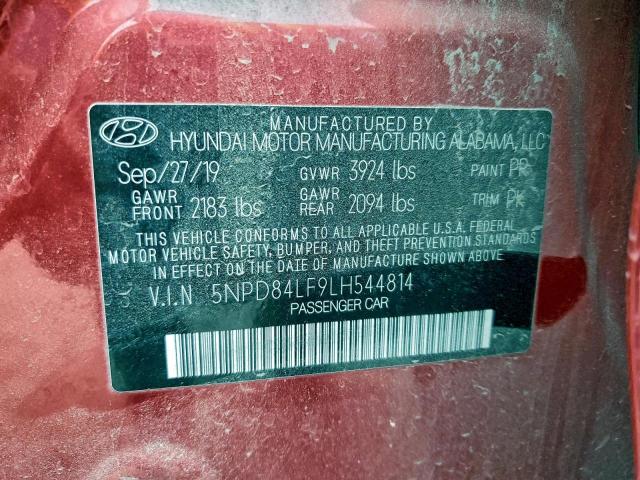 MANUFACTURED BY
HYUNDAI MOTOR MANUFACTURING ALABAMA, LLC
Sep/27/19 GVWR 3924 lbs PAINT PR
GAWR FRONT 2183 lbs GAWR REAR 2094 lbs TRIM PK
THIS VEHICLE CONFORMS TO ALL APPLICABLE U.S.A. FEDERAL
MOTOR VEHICLE SAFETY, BUMPER, AND THEFT PREVENTION STANDARDS
IN EFFECT ON THE DATE OF MANUFACTURE SHOWN ABOVE.
V.I.N 5NPD84LF9LH544814
PASSENGER CAR